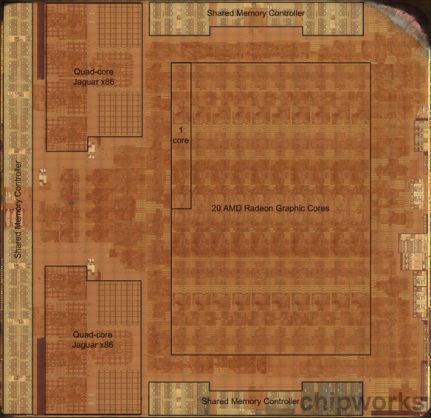 Shared Memory Controller
Quad-core
Jaguar x86
1
core
Shared Memory Controller
20 AMD Radeon Graphic Cores
Quad-core
Jaguar x86
Shared Memory Controller
chipworks